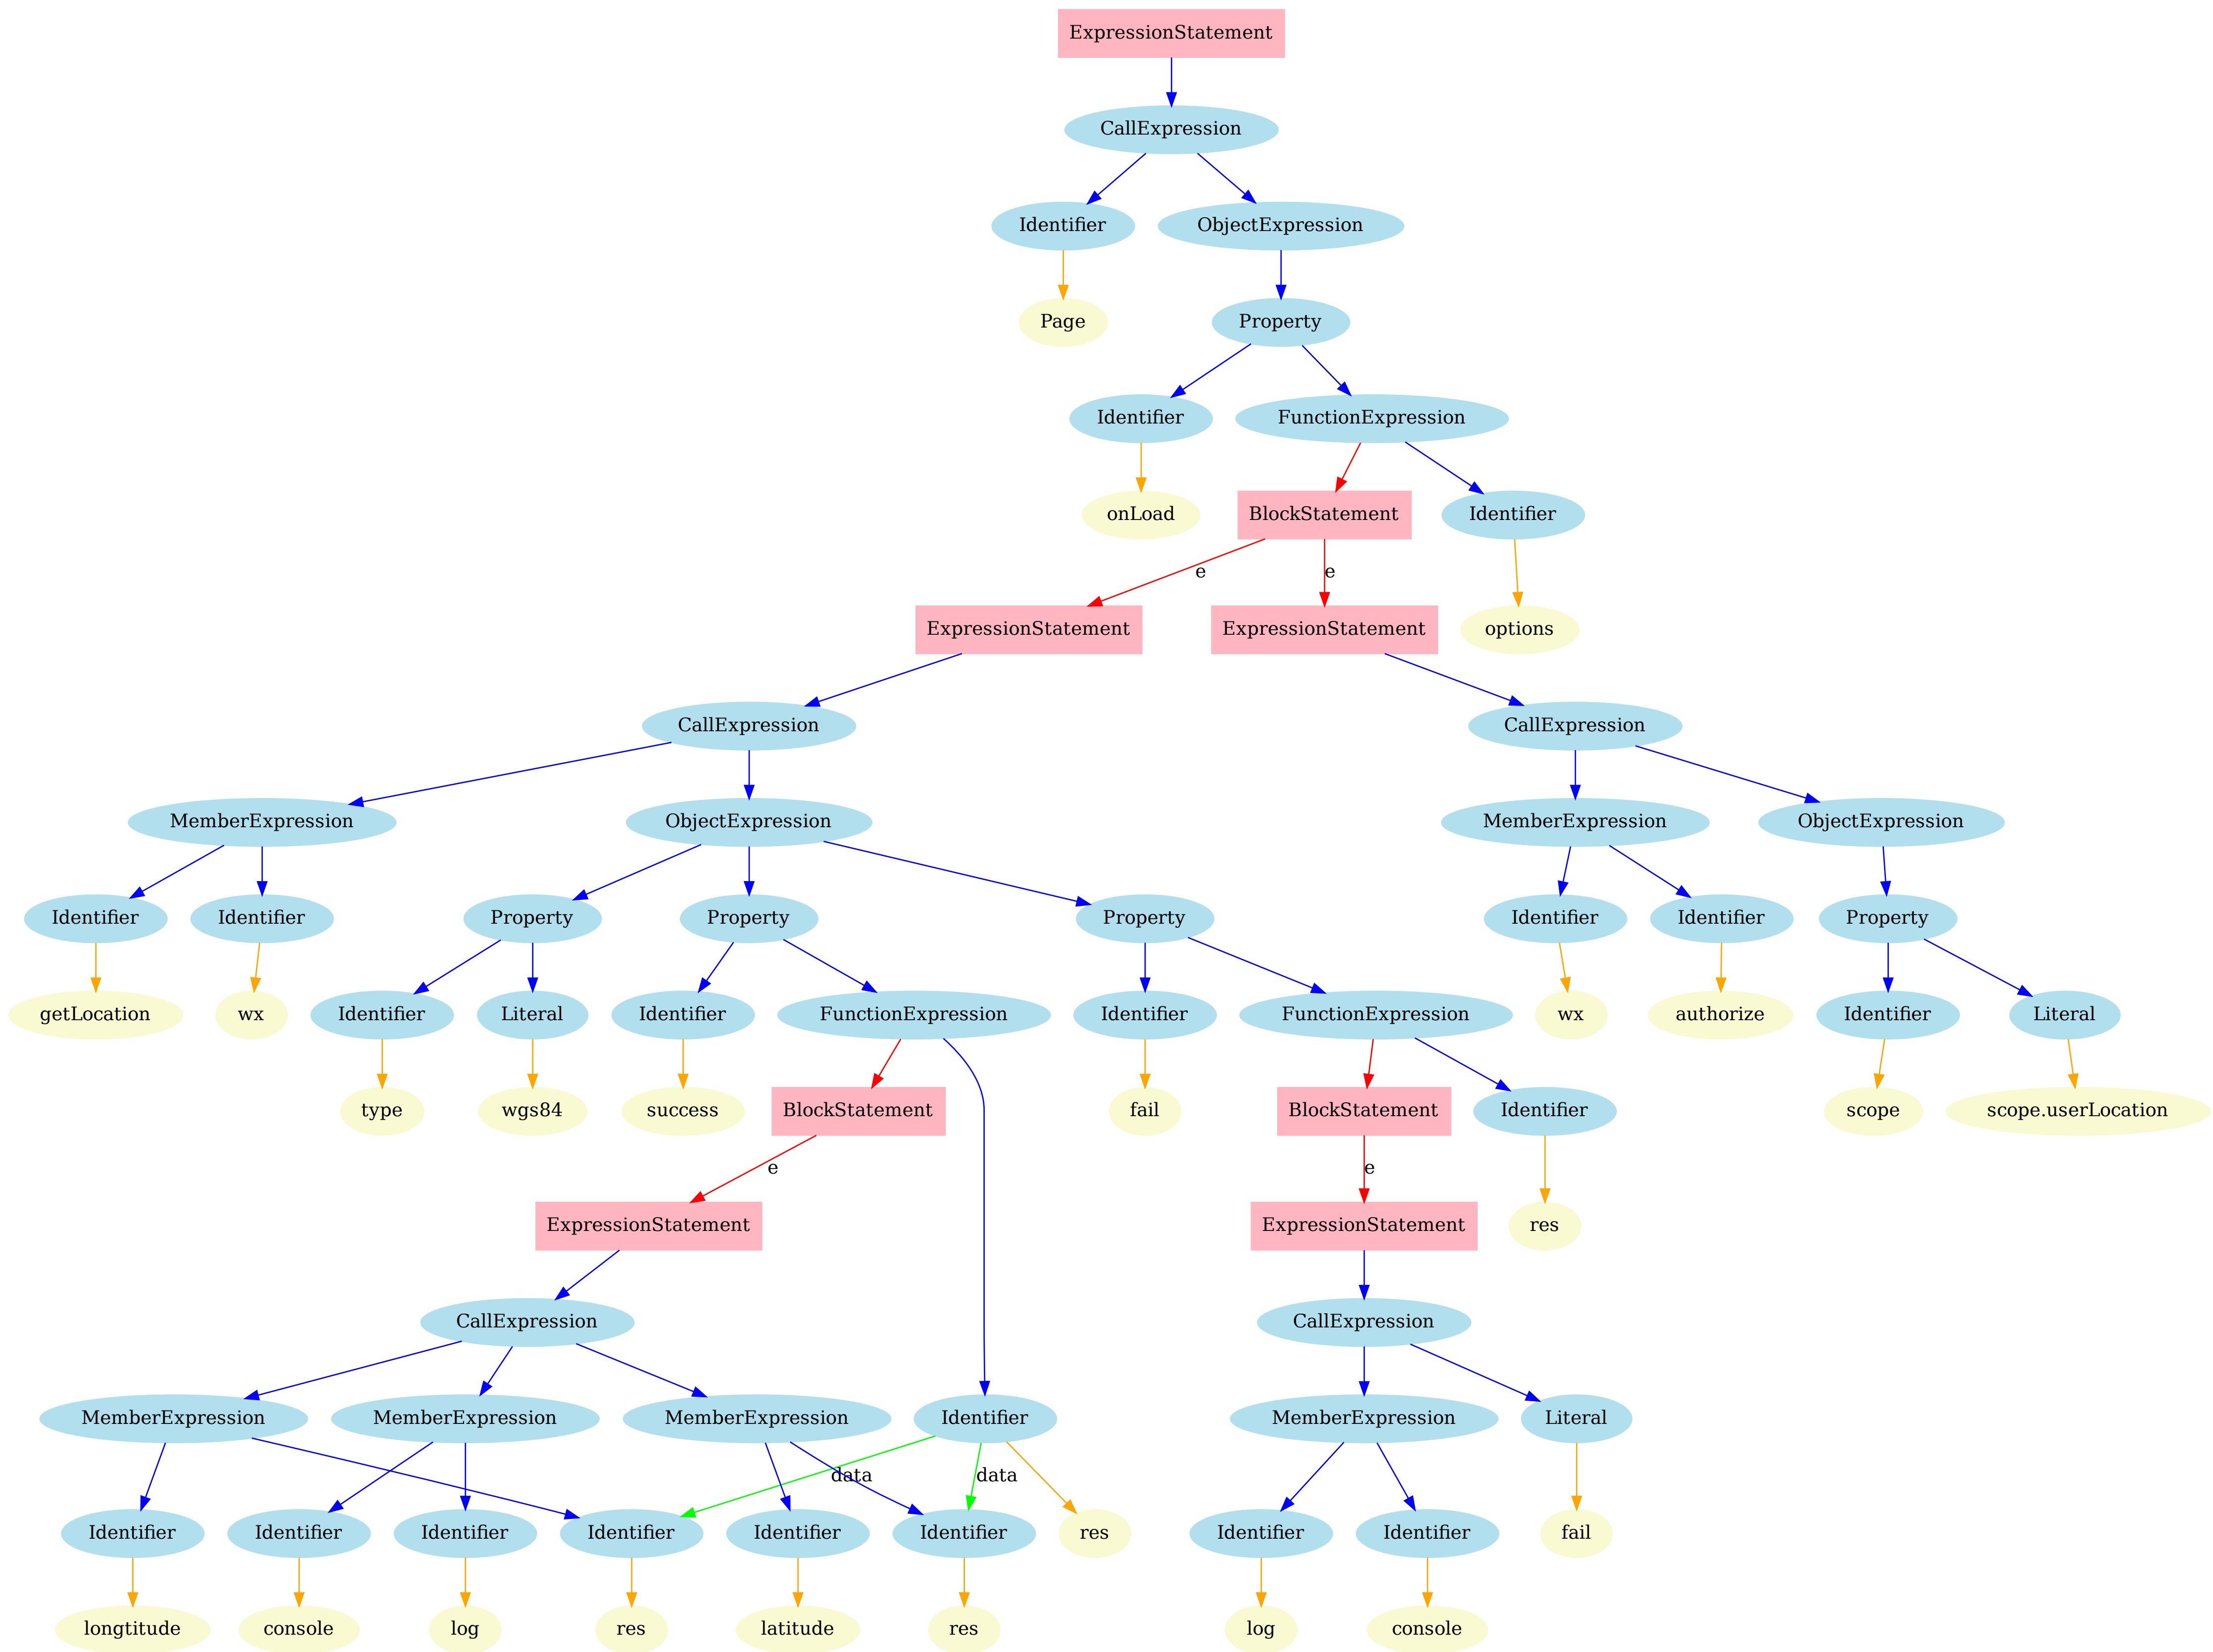 ExpressionStatement
CallExpression
Identifier ObjectExpression
Page Property
Identifier FunctionExpression
onLoad BlockStatement Identifier
e e
ExpressionStatement ExpressionStatement options
CallExpression CallExpression
MemberExpression ObjectExpression MemberExpression ObjectExpression
Identifier Identifier Property Property Property Identifier Identifier Property
getLocation wx Identifier Literal Identifier FunctionExpression Identifier FunctionExpression wx authorize Identifier Literal
type wgs84 success BlockStatement fail BlockStatement Identifier scope scope.userLocation
e e
ExpressionStatement ExpressionStatement res
CallExpression CallExpression
MemberExpression MemberExpression MemberExpression Identifier MemberExpression Literal
data data
Identifier Identifier Identifier Identifier Identifier Identifier res Identifier Identifier fail
longtitude console log res latitude res log console